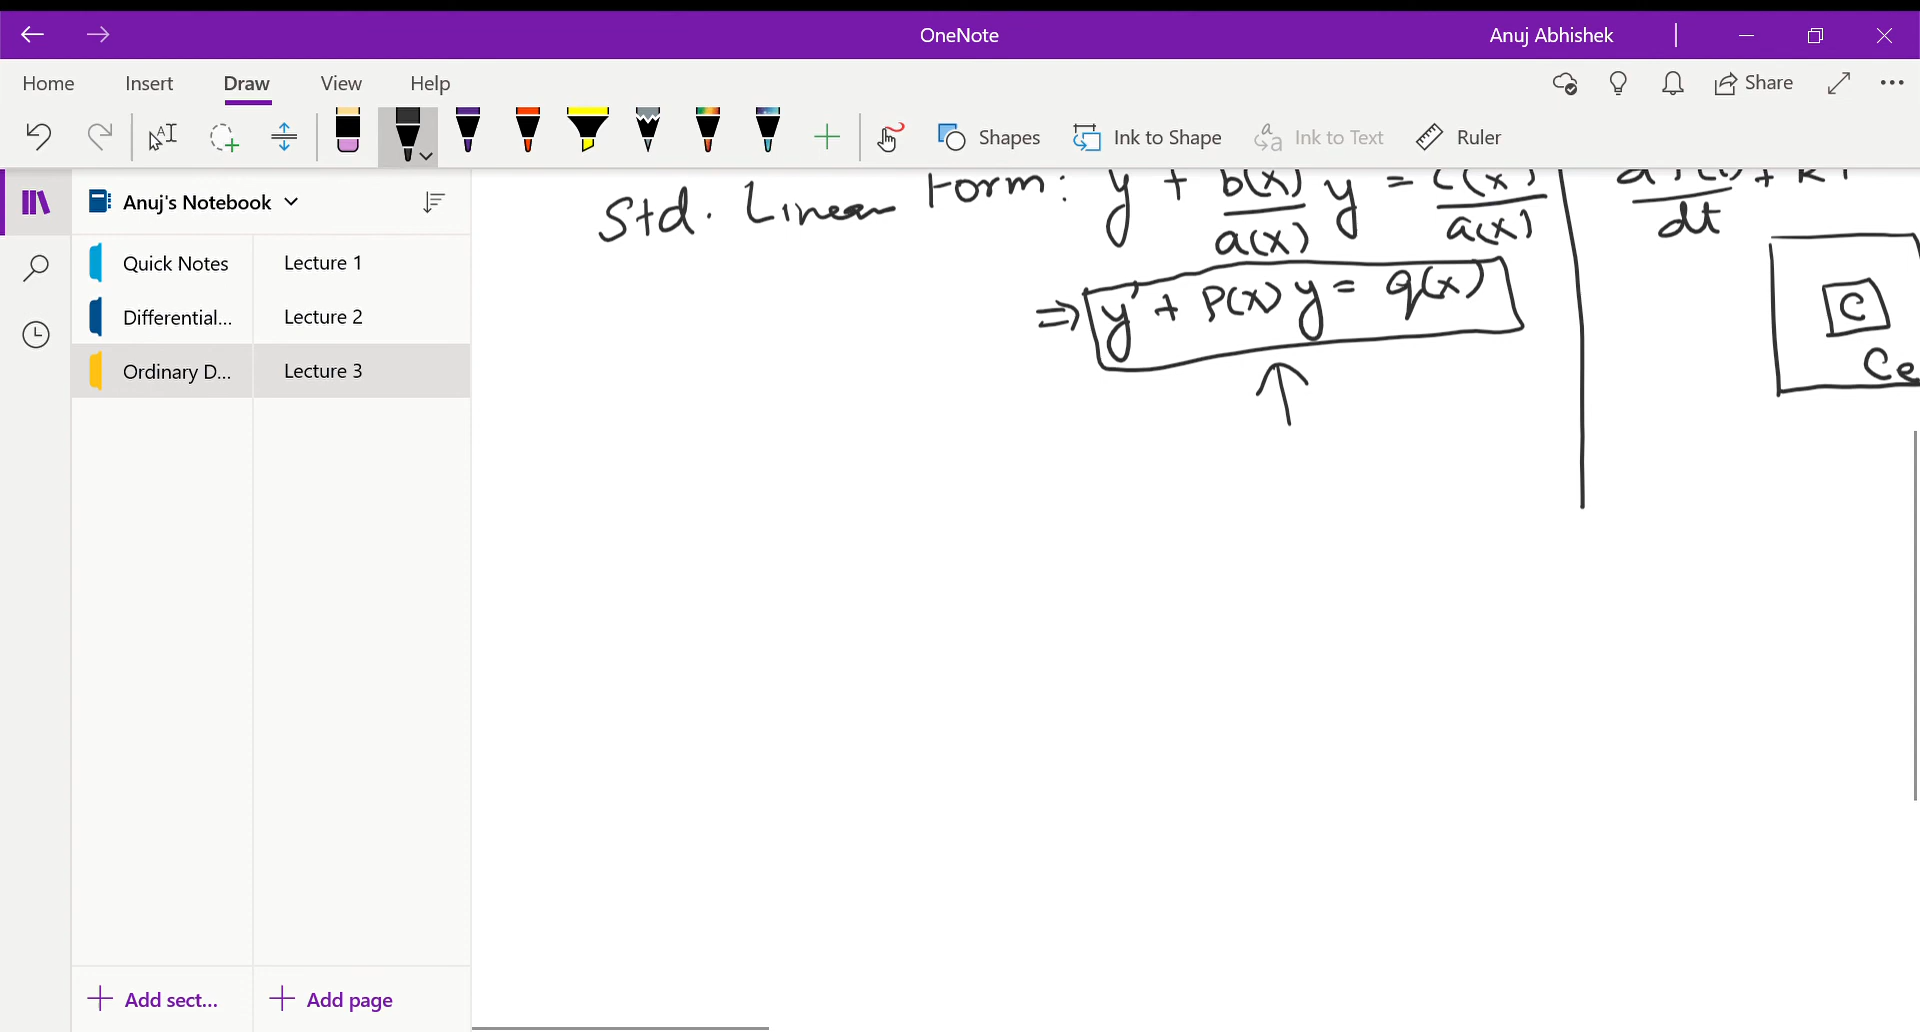 OneNote
Anuj Abhishek
Home Insert Draw View Help
Share
Shapes Ink to Shape Ink to Text Ruler
Anuj's Notebook
Quick Notes
Differential...
Ordinary D...
Lecture 1
Lecture 2
Lecture 3
Add sect...
Add page
Std. Linear Form: y + b(x)/a(x) y = c(x)/a(x)
⇒ y' + P(x) y = q(x)
dt
C
Ce